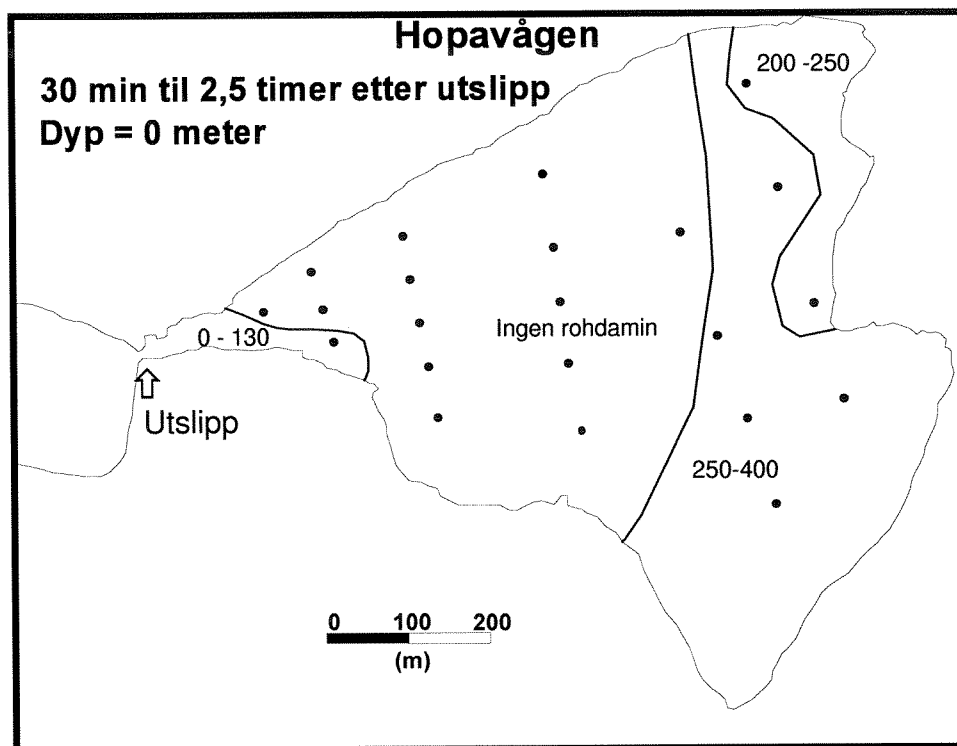 Hopavågen
30 min til 2,5 timer etter utslipp
Dyp = 0 meter
200 -250
Ingen rohdamin
0 - 130
Utslipp
250-400
0 100 200
(m)